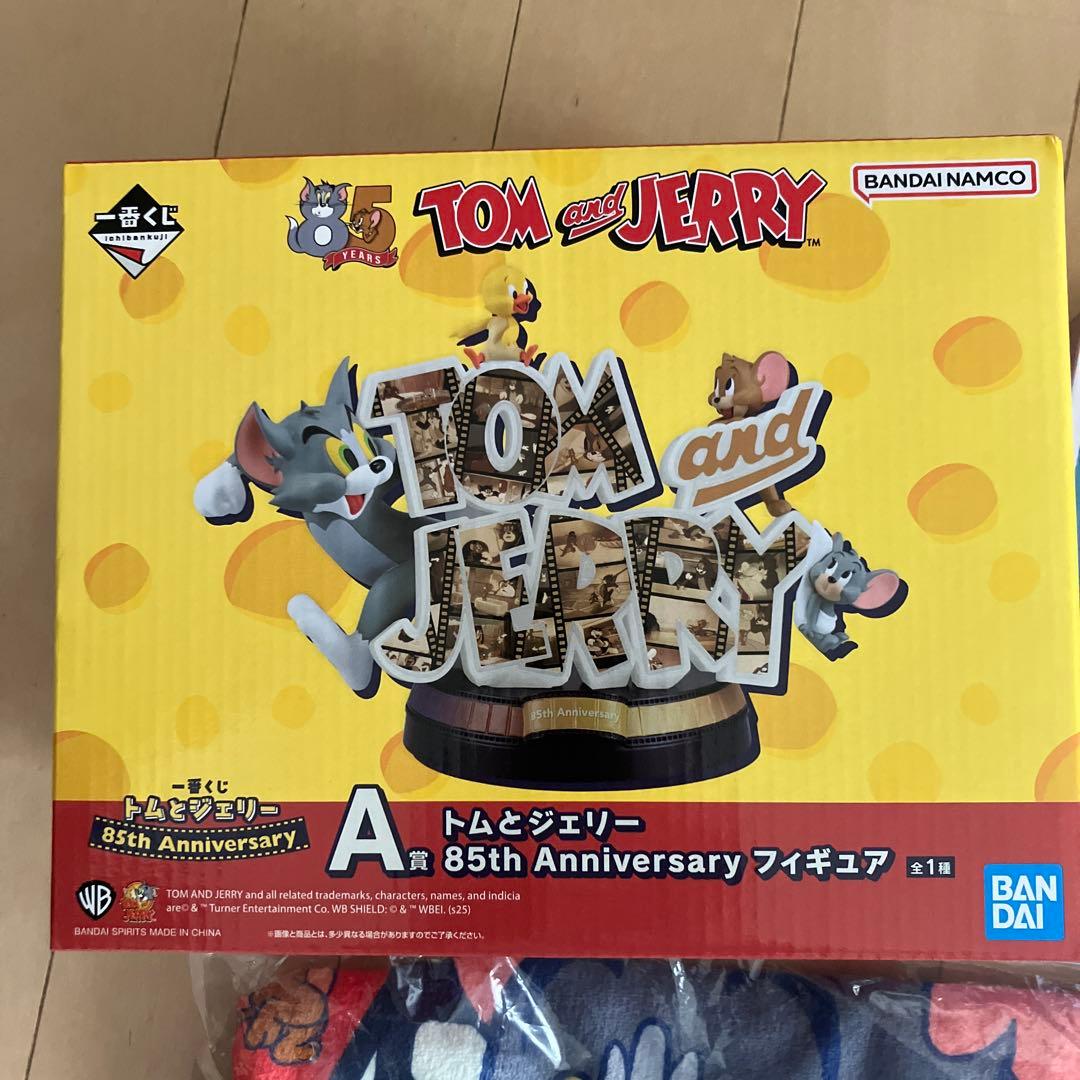 一番くじ
ichibankuji
85
YEARS
TOM and JERRY™
BANDAI NAMCO
TOM and
JERRY
85th Anniversary
一番くじ
トムとジェリー
85th Anniversary
A賞
トムとジェリー
85th Anniversary フィギュア 全1種
WB
TOM AND JERRY and all related trademarks, characters, names, and indicia
are© & ™ Turner Entertainment Co. WB SHIELD: © & ™ WBEI. (s25)
BANDAI SPIRITS MADE IN CHINA
※画像と商品とは、多少異なる場合がありますのでご了承ください。
BAN
DAI